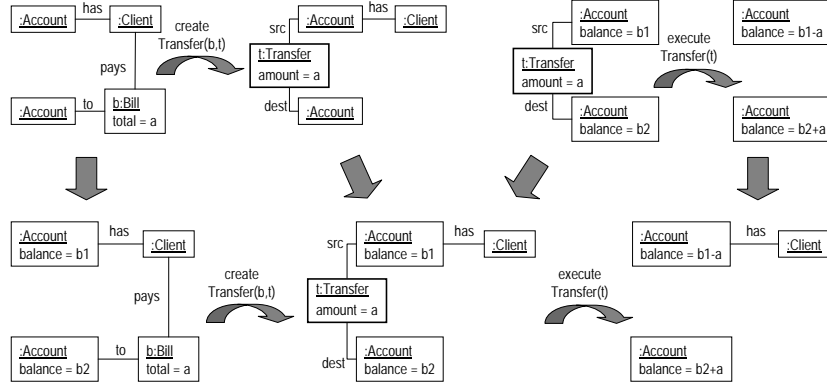 :Account
has
:Client
pays
:Account
to
b:Bill
total = a
create
Transfer(b,t)
:Account
has
:Client
src
t:Transfer
amount = a
dest
:Account
:Account
balance = b1
src
t:Transfer
amount = a
dest
:Account
balance = b2
execute
Transfer(t)
:Account
balance = b1-a
:Account
balance = b2+a
:Account
balance = b1
has
:Client
pays
:Account
balance = b2
to
b:Bill
total = a
create
Transfer(b,t)
:Account
balance = b1
has
:Client
src
t:Transfer
amount = a
dest
:Account
balance = b2
execute
Transfer(t)
:Account
balance = b1-a
has
:Client
:Account
balance = b2+a